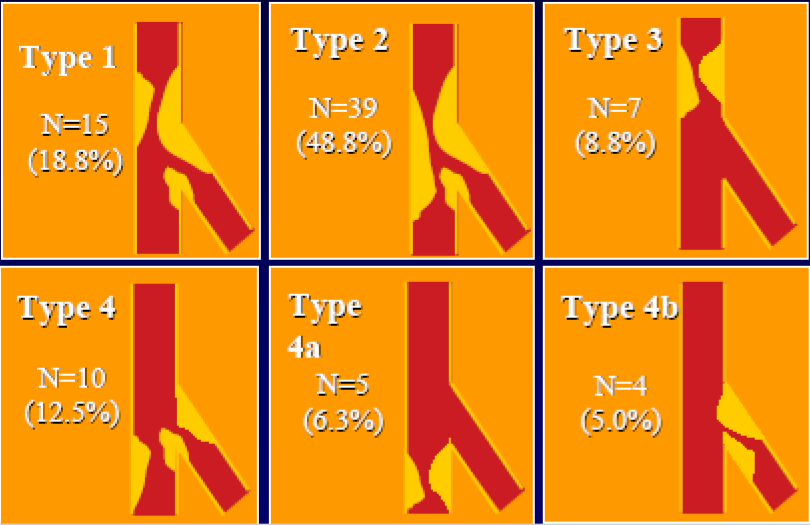 Type 1
N=15
(18.8%)
Type 2
N=39
(48.8%)
Type 3
N=7
(8.8%)
Type 4
N=10
(12.5%)
Type
4a
N=5
(6.3%)
Type 4b
N=4
(5.0%)